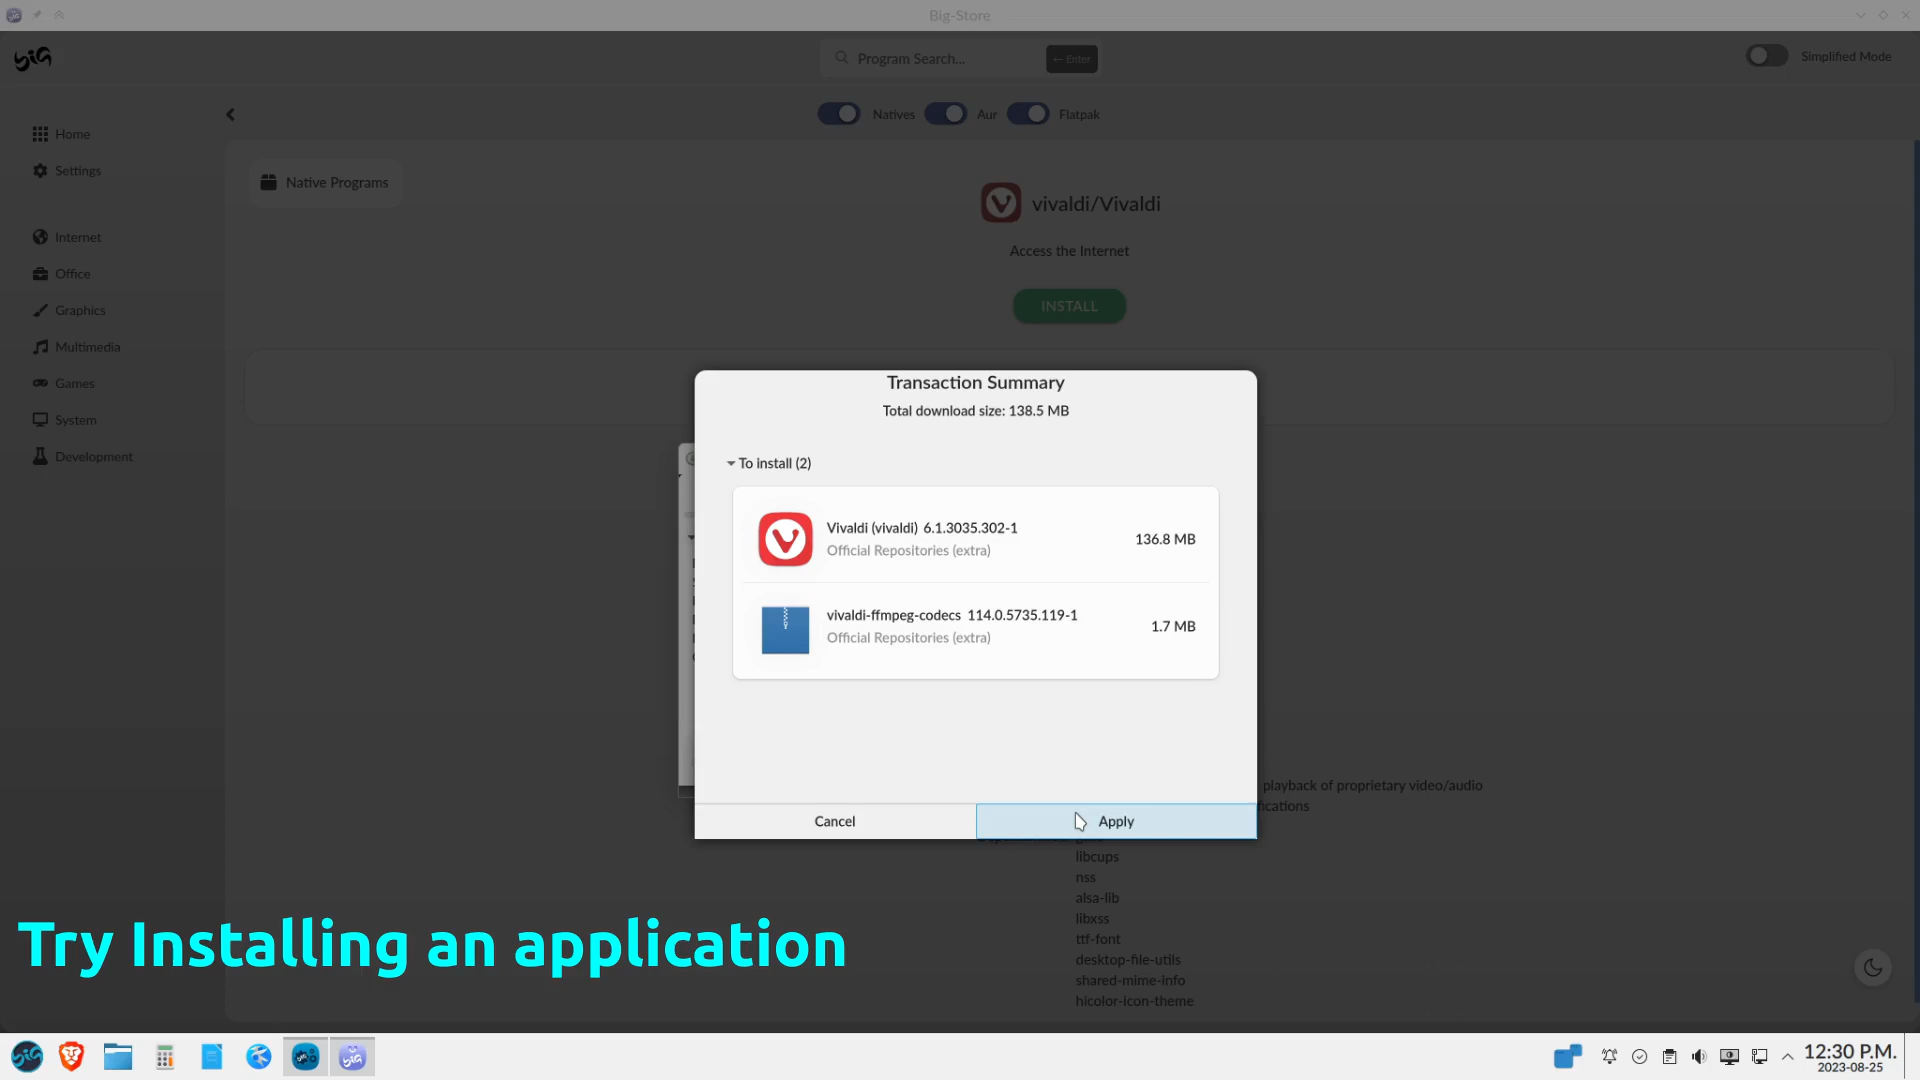 Big-Store
big
Program Search...
← Enter
Simplified Mode
Natives
Aur
Flatpak
Home
Settings
Internet
Office
Graphics
Multimedia
Games
System
Development
Native Programs
vivaldi/Vivaldi
Access the Internet
INSTALL
Transaction Summary
Total download size: 138.5 MB
To install (2)
Vivaldi (vivaldi) 6.1.3035.302-1
Official Repositories (extra)
136.8 MB
vivaldi-ffmpeg-codecs 114.0.5735.119-1
Official Repositories (extra)
1.7 MB
playback of proprietary video/audio
Cancel
Apply
libcups
nss
alsa-lib
libxss
ttf-font
desktop-file-utils
shared-mime-info
hicolor-icon-theme
Try Installing an application
12:30 P.M.
2023-08-25